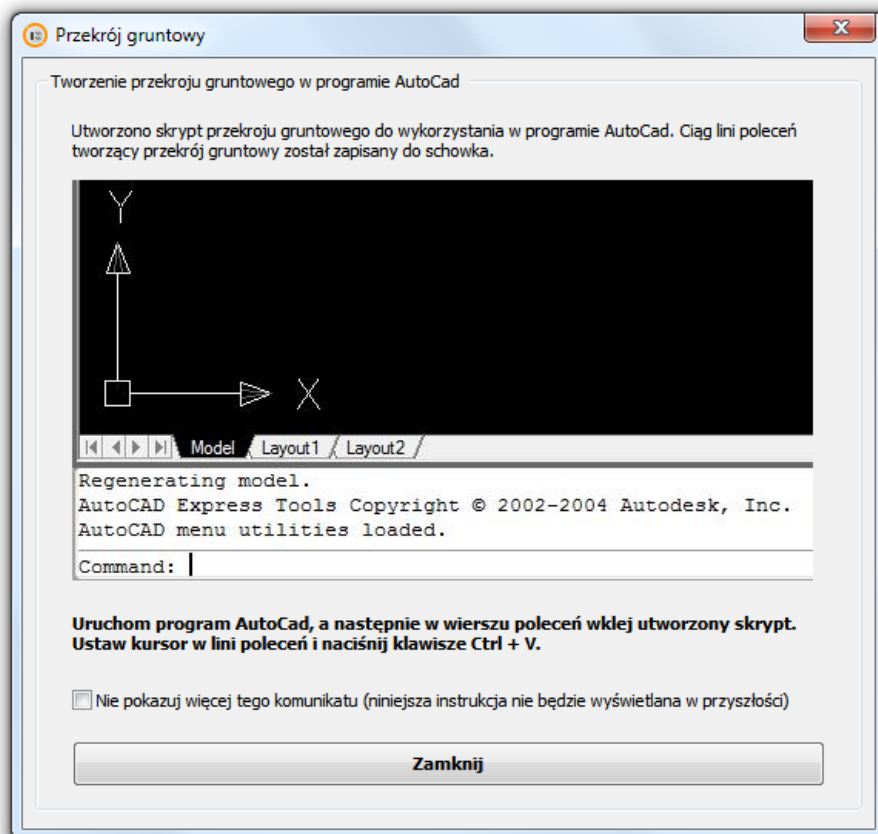 Przekrój gruntowy
Tworzenie przekroju gruntowego w programie AutoCad
Utworzono skrypt przekroju gruntowego do wykorzystania w programie AutoCad. Ciąg lini poleceń
tworzący przekrój gruntowy został zapisany do schowka.
Y
X
Model Layout1 Layout2
Regenerating model.
AutoCAD Express Tools Copyright © 2002-2004 Autodesk, Inc.
AutoCAD menu utilities loaded.
Command:
Uruchom program AutoCad, a następnie w wierszu poleceń wklej utworzony skrypt.
Ustaw kursor w lini poleceń i naciśnij klawisze Ctrl + V.
Nie pokazuj więcej tego komunikatu (niniejsza instrukcja nie będzie wyświetlana w przyszłości)
Zamknij